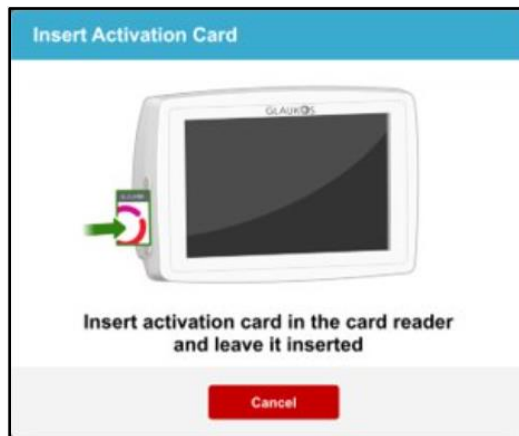 Insert Activation Card
GLAUKOS
Insert activation card in the card reader
and leave it inserted
Cancel